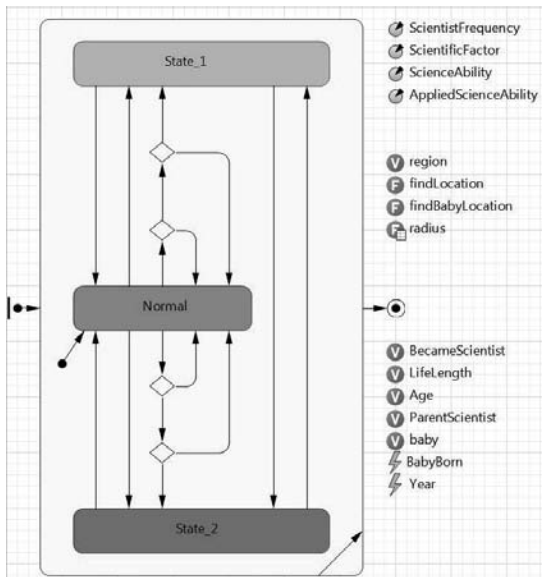 State_1
Normal
State_2
ScientistFrequency
ScientificFactor
ScienceAbility
AppliedScienceAbility
V region
F findLocation
F findBabyLocation
F radius
V BecameScientist
V LifeLength
V Age
V ParentScientist
V baby
BabyBorn
Year